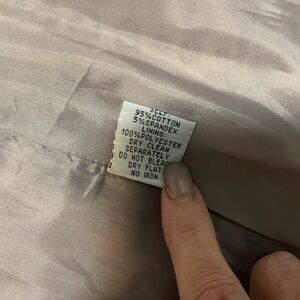 SELF
95%COTTON
5%SPANDEX
LINING:
100%POLYESTER
DRY CLEAN
SEPARATELY
DO NOT BLEACH
DRY FLAT
NO IRON